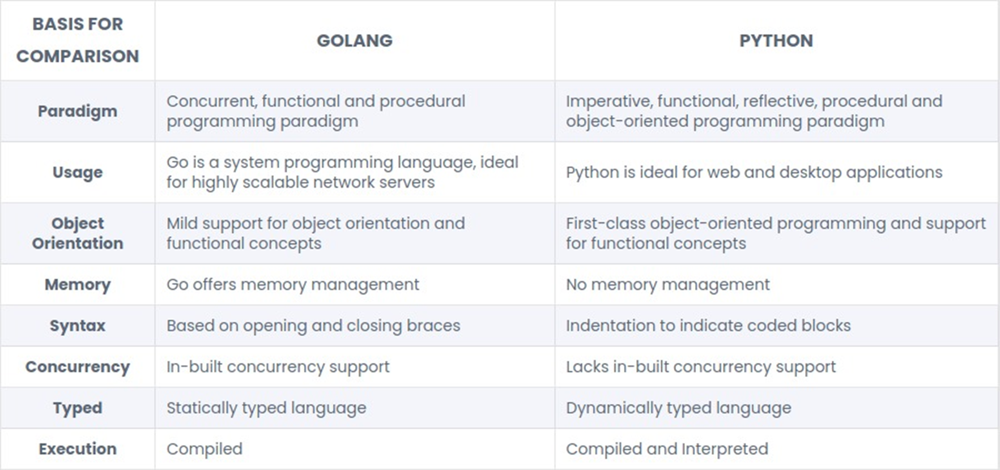 BASIS FOR
COMPARISON
GOLANG
PYTHON
Paradigm
Concurrent, functional and procedural
programming paradigm
Imperative, functional, reflective, procedural and
object-oriented programming paradigm
Usage
Go is a system programming language, ideal
for highly scalable network servers
Python is ideal for web and desktop applications
Object
Orientation
Mild support for object orientation and
functional concepts
First-class object-oriented programming and support
for functional concepts
Memory
Go offers memory management
No memory management
Syntax
Based on opening and closing braces
Indentation to indicate coded blocks
Concurrency
In-built concurrency support
Lacks in-built concurrency support
Typed
Statically typed language
Dynamically typed language
Execution
Compiled
Compiled and Interpreted